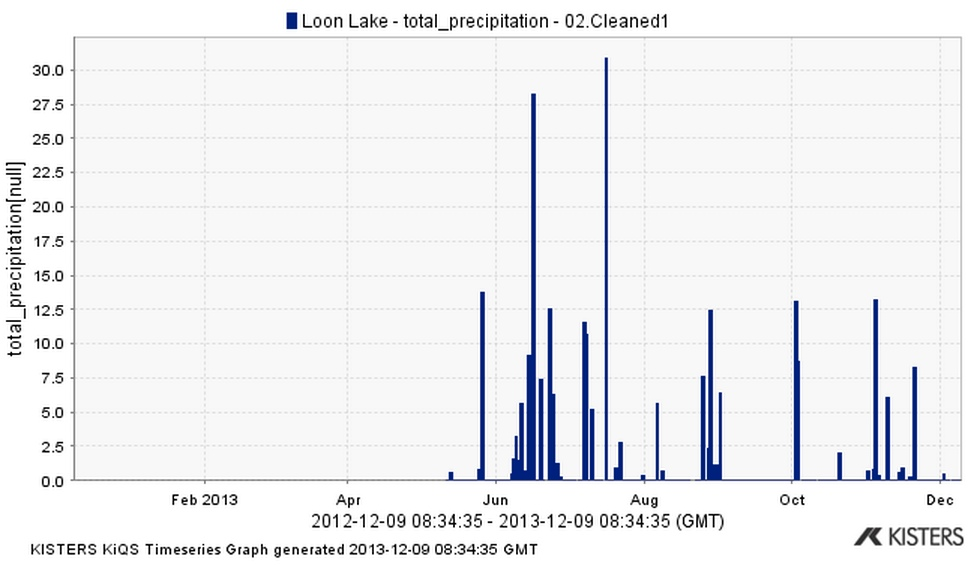 Loon Lake - total_precipitation - 02.Cleaned1
total_precipitation[null]
30.0
27.5
25.0
22.5
20.0
17.5
15.0
12.5
10.0
7.5
5.0
2.5
0.0
Feb 2013 Apr Jun Aug Oct Dec
2012-12-09 08:34:35 - 2013-12-09 08:34:35 (GMT)
KISTERS
KISTERS KiQS Timeseries Graph generated 2013-12-09 08:34:35 GMT